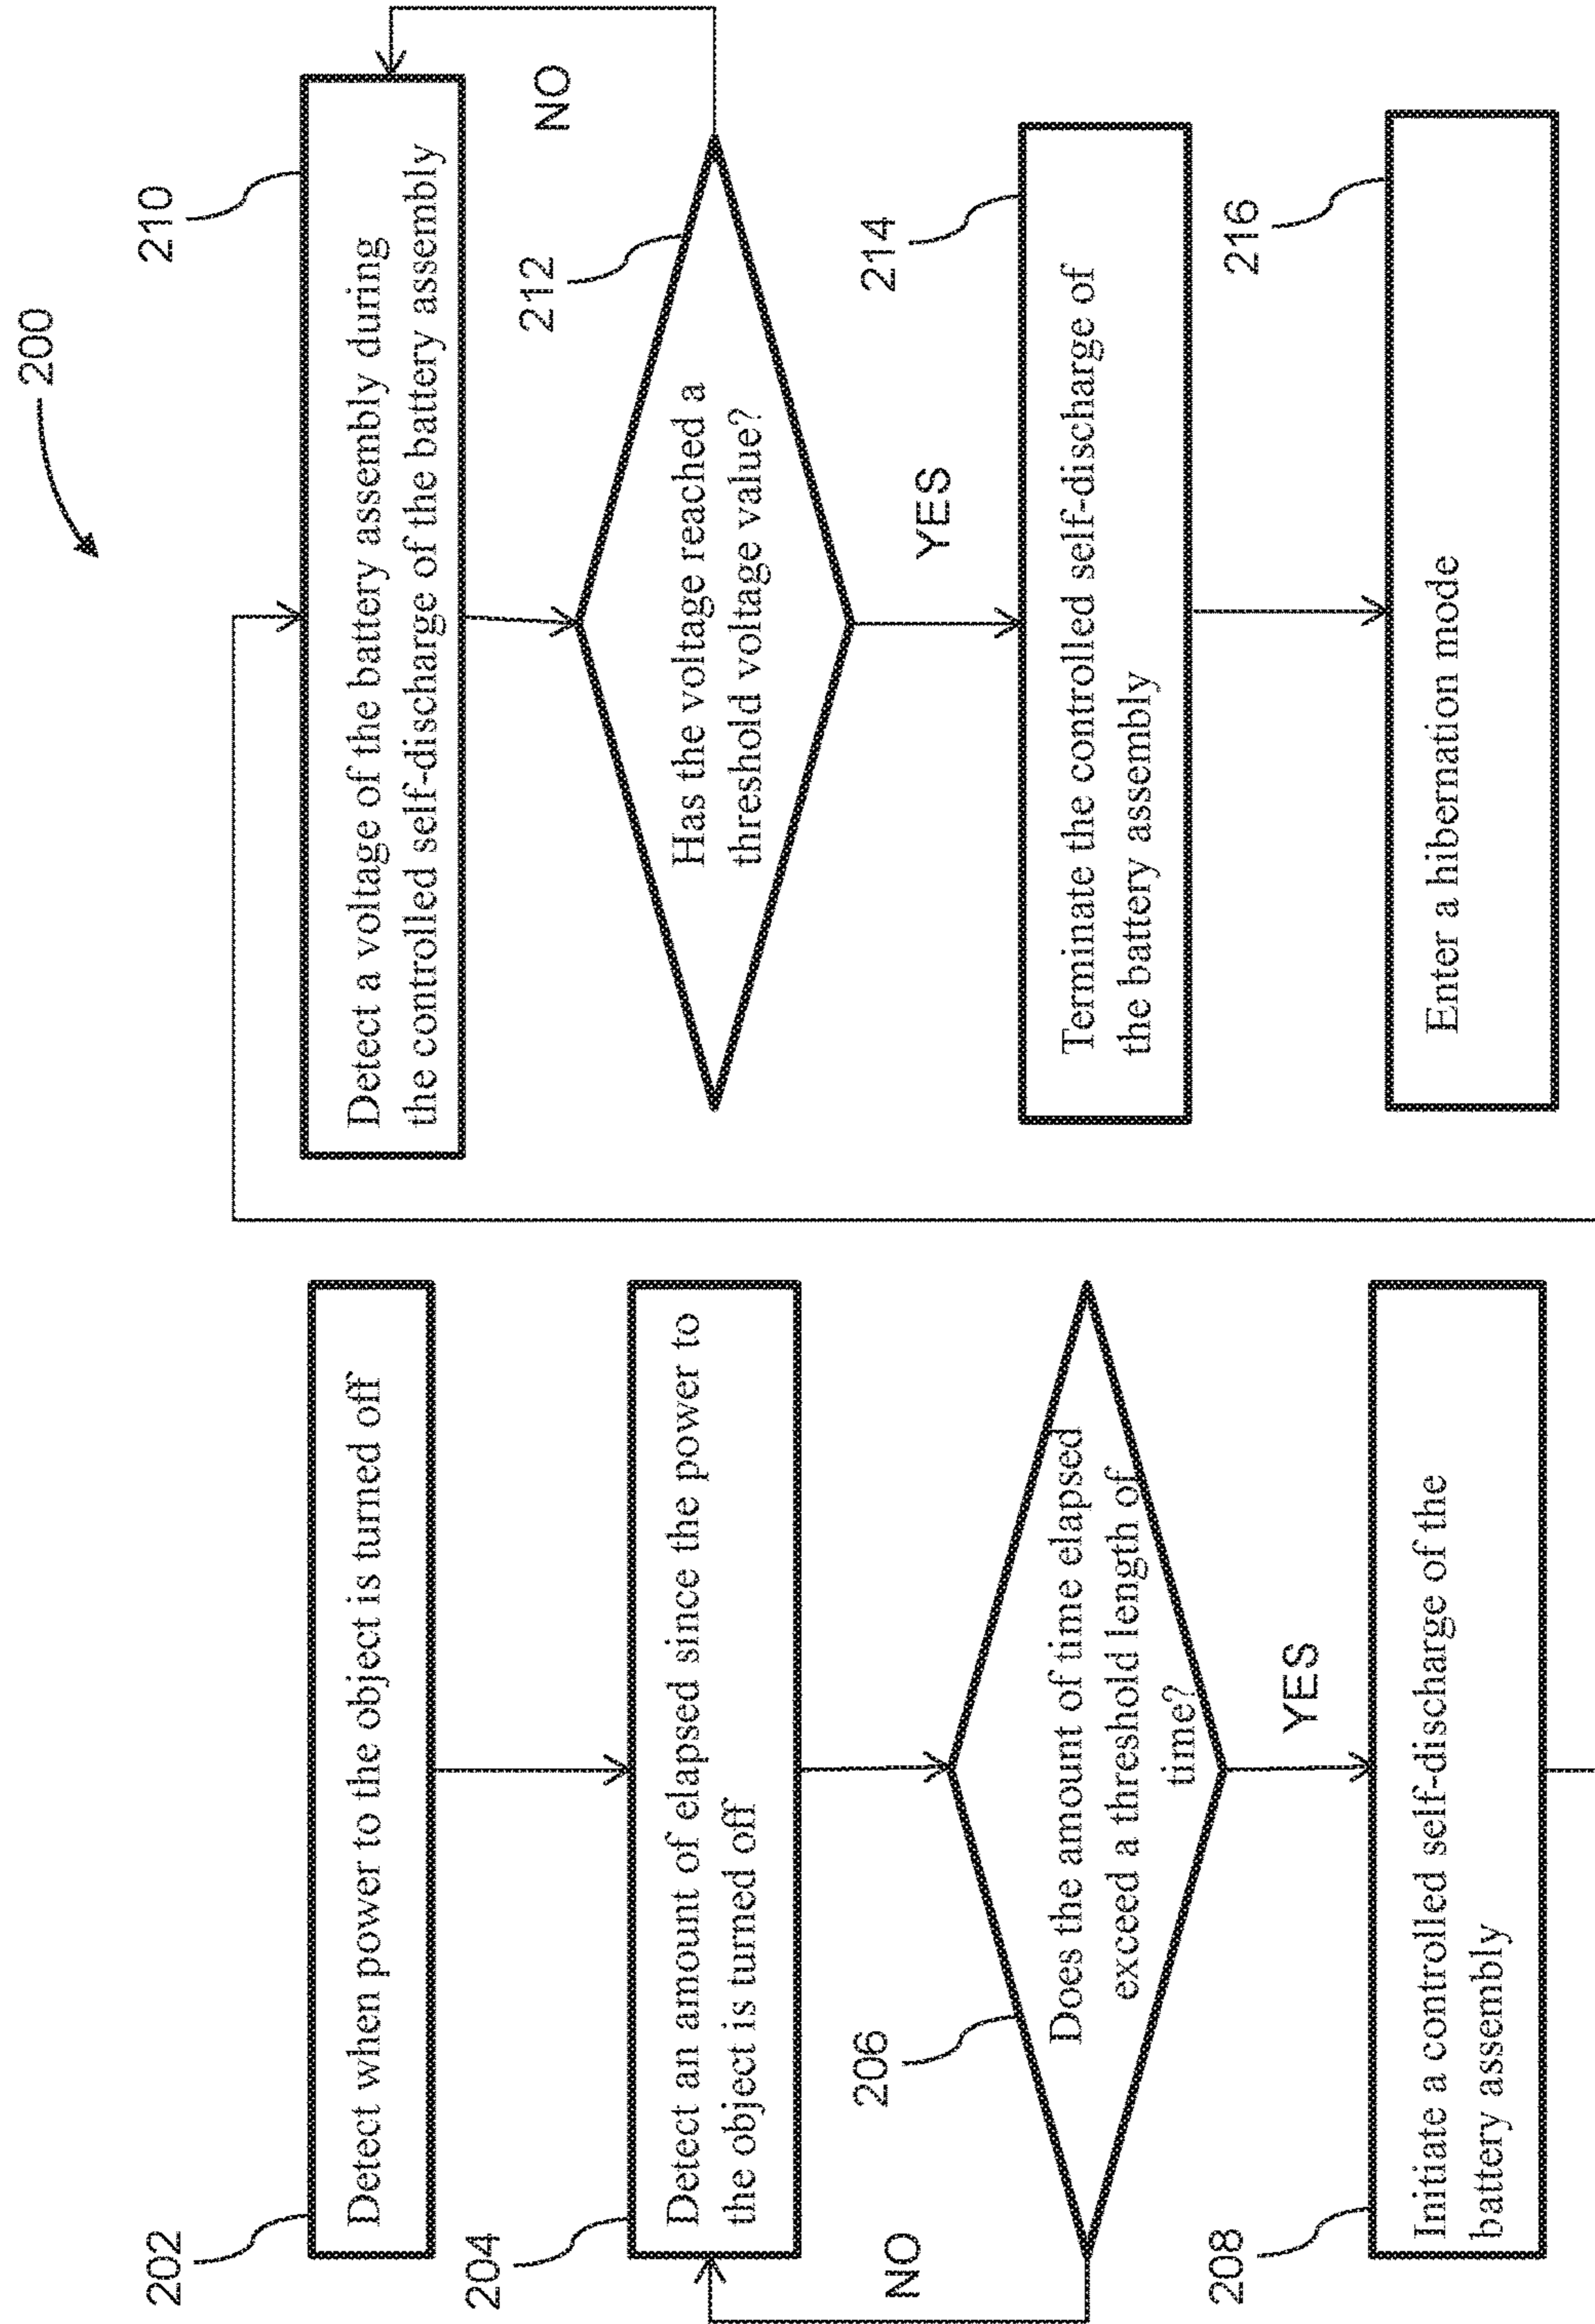 200
202
Detect when power to the object is turned off
204
Detect an amount of elapsed since the power to
the object is turned off
206
Does the amount of time elapsed
exceed a threshold length of
time?
NO
YES
208
Initiate a controlled self-discharge of the
battery assembly
210
Detect a voltage of the battery assembly during
the controlled self-discharge of the battery assembly
212
Has the voltage reached a
threshold voltage value?
NO
YES
214
Terminate the controlled self-discharge of
the battery assembly
216
Enter a hibernation mode